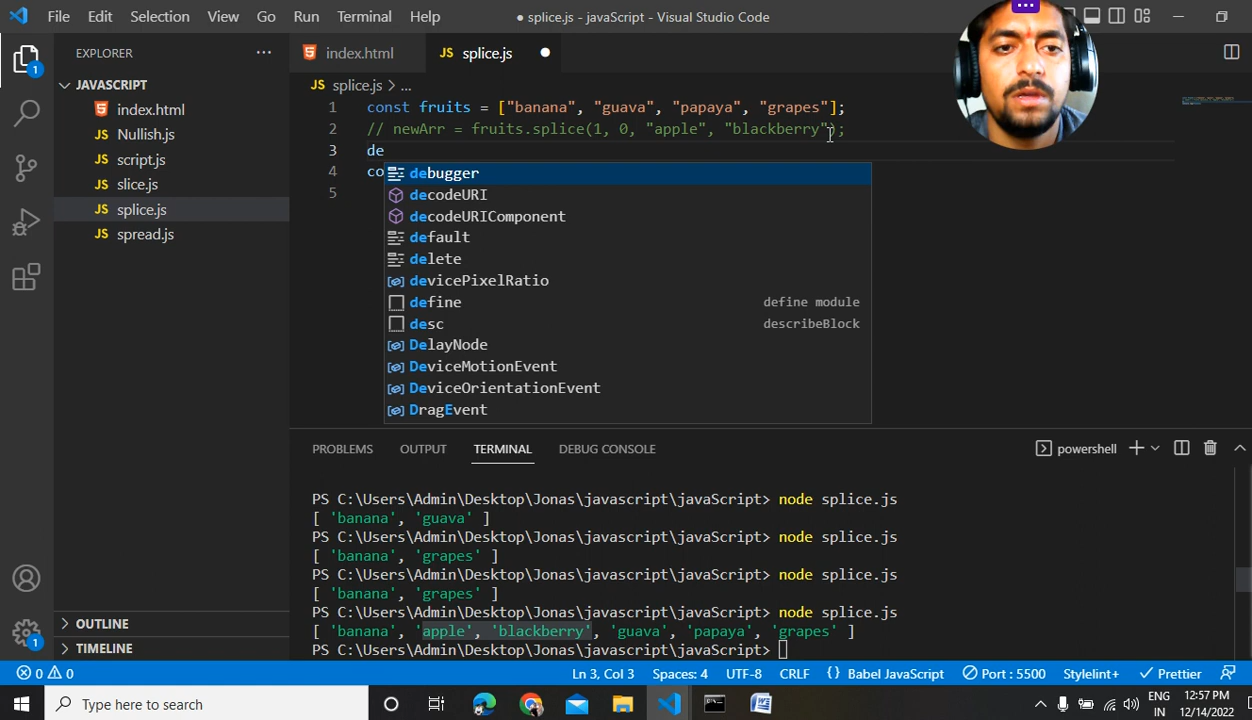 File Edit Selection View Go Run Terminal Help
● splice.js - javaScript - Visual Studio Code
EXPLORER
index.html
JS splice.js
JAVASCRIPT
index.html
JS Nullish.js
JS script.js
JS slice.js
JS splice.js
JS spread.js
OUTLINE
TIMELINE
1
1
JS splice.js > ...
1 const fruits = ["banana", "guava", "papaya", "grapes"];
2 // newArr = fruits.splice(1, 0, "apple", "blackberry");
3 de
4 co
5
debugger
decodeURI
decodeURIComponent
default
delete
devicePixelRatio
define define module
desc describeBlock
DelayNode
DeviceMotionEvent
DeviceOrientationEvent
DragEvent
PROBLEMS OUTPUT TERMINAL DEBUG CONSOLE
powershell
PS C:\Users\Admin\Desktop\Jonas\javascript\javaScript> node splice.js
[ 'banana', 'guava' ]
PS C:\Users\Admin\Desktop\Jonas\javascript\javaScript> node splice.js
[ 'banana', 'grapes' ]
PS C:\Users\Admin\Desktop\Jonas\javascript\javaScript> node splice.js
[ 'banana', 'grapes' ]
PS C:\Users\Admin\Desktop\Jonas\javascript\javaScript> node splice.js
[ 'banana', 'apple', 'blackberry', 'guava', 'papaya', 'grapes' ]
PS C:\Users\Admin\Desktop\Jonas\javascript\javaScript>
0 0 Ln 3, Col 3 Spaces: 4 UTF-8 CRLF {} Babel JavaScript Port : 5500 Stylelint+ Prettier
Type here to search
ENG 12:57 PM
IN 12/14/2022